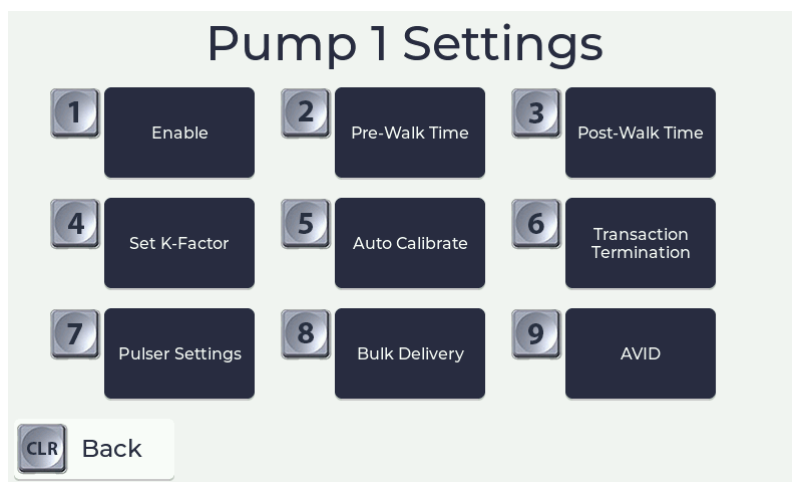 Pump 1 Settings
1
Enable
2
Pre-Walk Time
3
Post-Walk Time
4
Set K-Factor
5
Auto Calibrate
6
Transaction
Termination
7
Pulser Settings
8
Bulk Delivery
9
AVID
CLR
Back